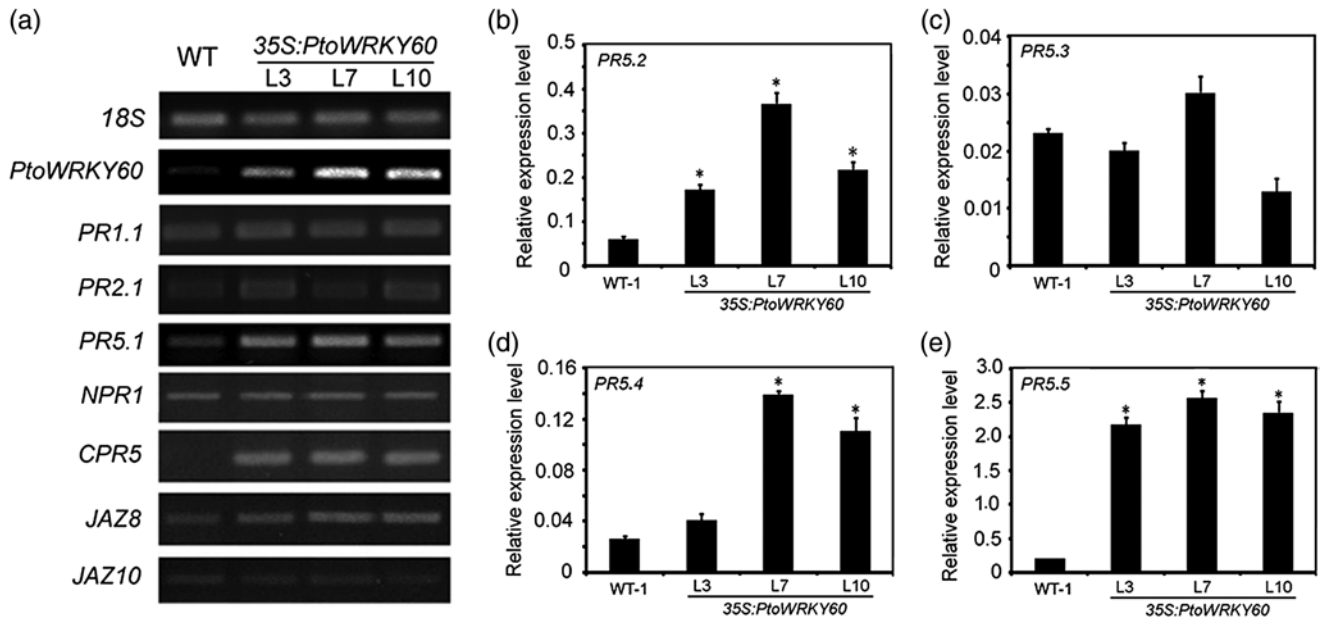 (a)
WT
35S:PtoWRKY60
L3 L7 L10
18S
PtoWRKY60
PR1.1
PR2.1
PR5.1
NPR1
CPR5
JAZ8
JAZ10
(b)
PR5.2
Relative expression level
0.5
0.4
0.3
0.2
0.1
0
*
*
*
WT-1 L3 L7 L10
35S:PtoWRKY60
(c)
PR5.3
Relative expression level
0.04
0.03
0.02
0.01
0
WT-1 L3 L7 L10
35S:PtoWRKY60
(d)
PR5.4
Relative expression level
0.16
0.12
0.08
0.04
0
*
*
WT-1 L3 L7 L10
35S:PtoWRKY60
(e)
PR5.5
Relative expression level
3.0
2.5
2.0
1.5
1.0
0.5
0
*
*
*
WT-1 L3 L7 L10
35S:PtoWRKY60